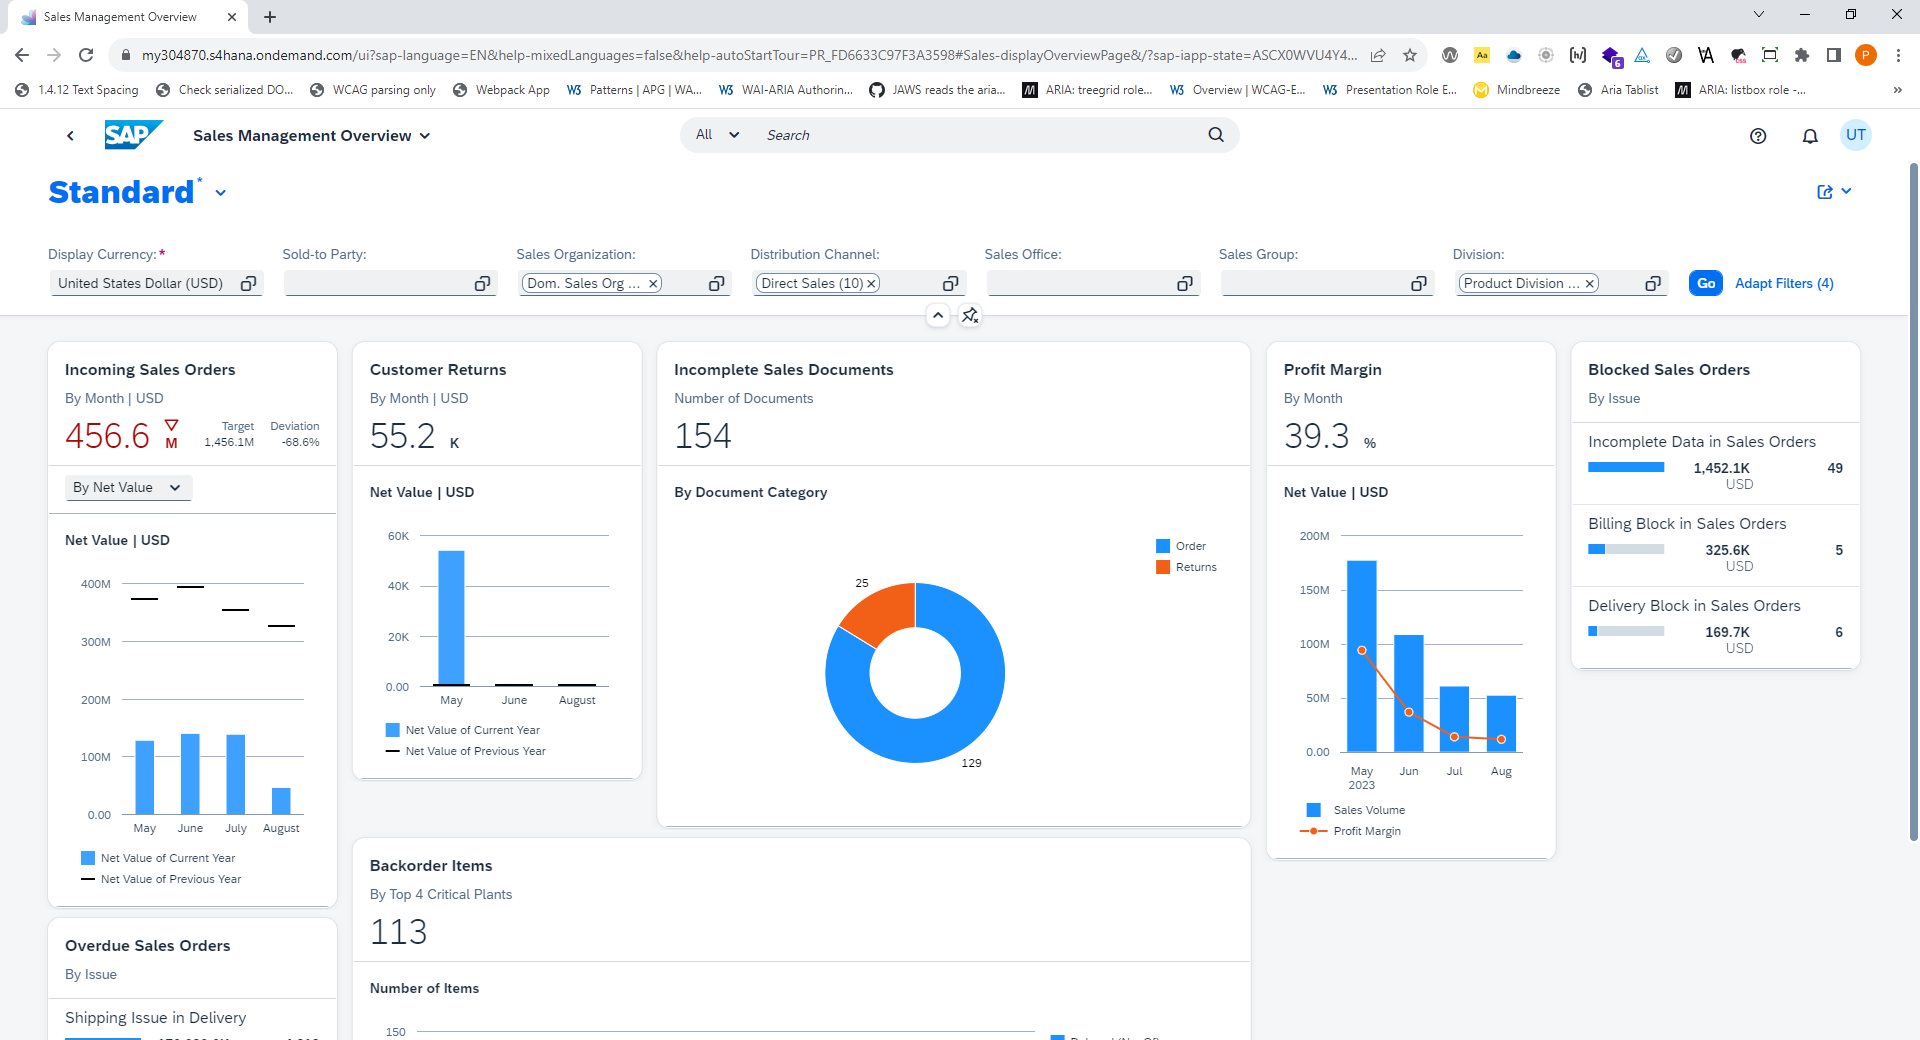 Sales Management Overview
my304870.s4hana.ondemand.com/ui?sap-language=EN&help-mixedLanguages=false&help-autoStartTour=PR_FD6633C97F3A3598#Sales-displayOverviewPage&/?sap-iapp-state=ASCX0WVU4Y4...
Aa
6
P
1.4.12 Text Spacing
Check serialized DO...
WCAG parsing only
Webpack App
W3 Patterns | APG | WA...
W3 WAI-ARIA Authorin...
JAWS reads the aria...
ARIA: treegrid role...
W3 Overview | WCAG-E...
W3 Presentation Role E...
Mindbreeze
Aria Tablist
ARIA: listbox role -...
»
SAP
Sales Management Overview
All
Search
UT
Standard*
Display Currency:*
Sold-to Party:
Sales Organization:
Distribution Channel:
Sales Office:
Sales Group:
Division:
United States Dollar (USD)
Dom. Sales Org ...
Direct Sales (10)
Product Division ...
Go
Adapt Filters (4)
Incoming Sales Orders
By Month | USD
456.6 M
Target
1,456.1M
Deviation
-68.6%
By Net Value
Net Value | USD
400M
300M
200M
100M
0.00
May June July August
Net Value of Current Year
Net Value of Previous Year
Customer Returns
By Month | USD
55.2 K
Net Value | USD
60K
40K
20K
0.00
May June August
Net Value of Current Year
Net Value of Previous Year
Incomplete Sales Documents
Number of Documents
154
By Document Category
Order
Returns
25
129
Profit Margin
By Month
39.3 %
Net Value | USD
200M
150M
100M
50M
0.00
May Jun Jul Aug
2023
Sales Volume
Profit Margin
Blocked Sales Orders
By Issue
Incomplete Data in Sales Orders
1,452.1K 49
USD
Billing Block in Sales Orders
325.6K 5
USD
Delivery Block in Sales Orders
169.7K 6
USD
Overdue Sales Orders
By Issue
Shipping Issue in Delivery
Backorder Items
By Top 4 Critical Plants
113
Number of Items
150